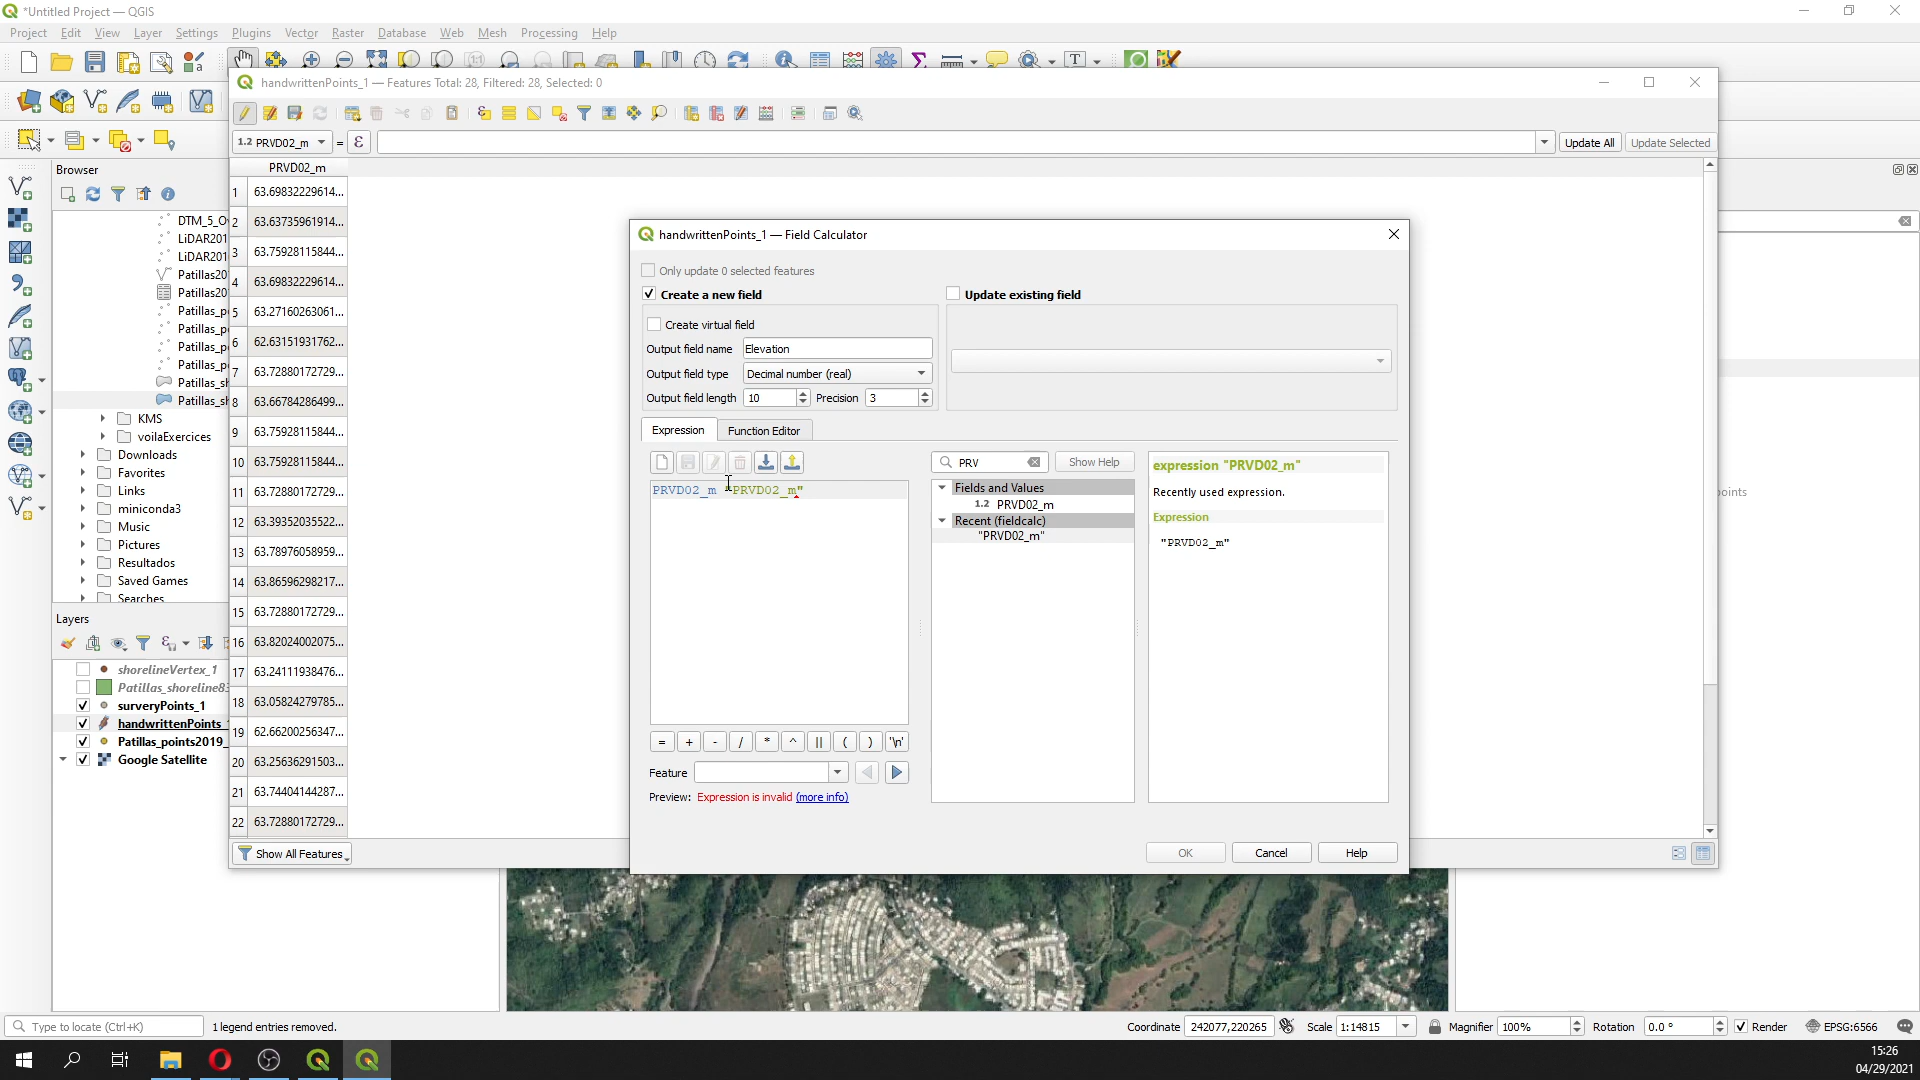 *Untitled Project — QGIS
Project Edit View Layer Settings Plugins Vector Raster Database Web Mesh Processing Help
handwrittenPoints_1 — Features Total: 28, Filtered: 28, Selected: 0
1.2 PRVD02_m = ε Update All Update Selected
Browser
DTM_5_O
LiDAR201
LiDAR201
Patillas20
Patillas20
Patillas_p
Patillas_p
Patillas_p
Patillas_p
Patillas_sh
Patillas_sh
KMS
voilaExercices
Downloads
Favorites
Links
miniconda3
Music
Pictures
Resultados
Saved Games
Searches
Layers
shorelineVertex_1
Patillas_shoreline83
surveryPoints_1
handwrittenPoints_1
Patillas_points2019_
Google Satellite
PRVD02_m
1 63.69832229614...
2 63.63735961914...
3 63.75928115844...
4 63.69832229614...
5 63.27160263061...
6 62.63151931762...
7 63.72880172729...
8 63.66784286499...
9 63.75928115844...
10 63.75928115844...
11 63.72880172729...
12 63.39352035522...
13 63.78976058959...
14 63.86596298217...
15 63.72880172729...
16 63.82024002075...
17 63.24111938476...
18 63.05824279785...
19 62.66200256347...
20 63.25636291503...
21 63.74404144287...
22 63.72880172729...
Show All Features
handwrittenPoints_1 — Field Calculator
Only update 0 selected features
Create a new field
Update existing field
Create virtual field
Output field name Elevation
Output field type Decimal number (real)
Output field length 10 Precision 3
Expression Function Editor
PRV Show Help
PRVD02_m "PRVD02_m"
Fields and Values
1.2 PRVD02_m
Recent (fieldcalc)
"PRVD02_m"
expression "PRVD02_m"
Recently used expression.
Expression
"PRVD02_m"
= + - / * ^ || ( ) '\n'
Feature
Preview: Expression is invalid (more info)
OK Cancel Help
oints
Type to locate (Ctrl+K) 1 legend entries removed. Coordinate 242077,220265 Scale 1:14815 Magnifier 100% Rotation 0.0 ° Render EPSG:6566
15:26
04/29/2021